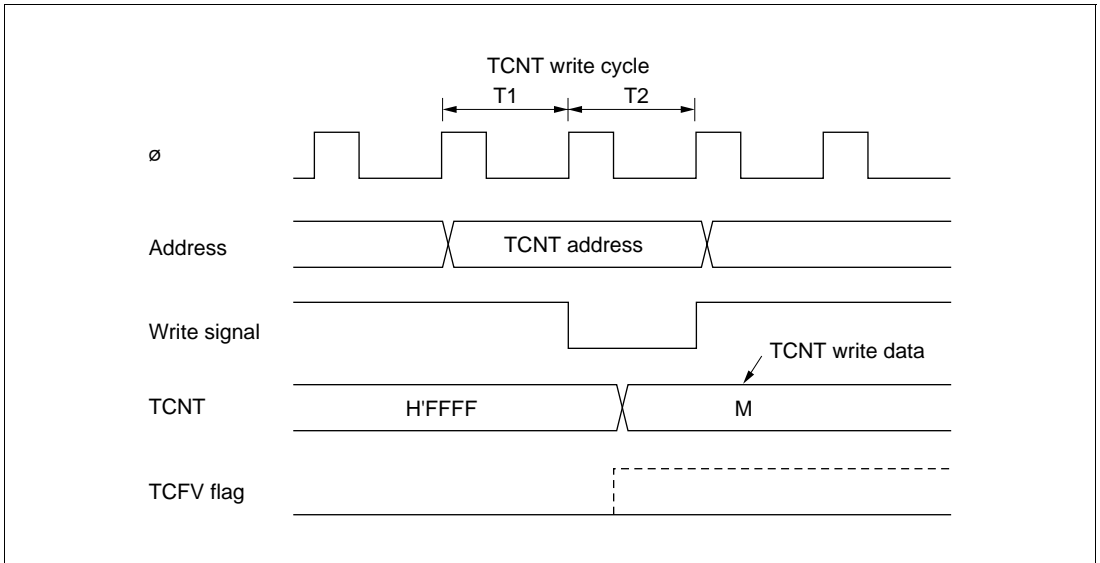 TCNT write cycle
T1 T2
ø
Address TCNT address
Write signal
TCNT write data
TCNT H'FFFF M
TCFV flag